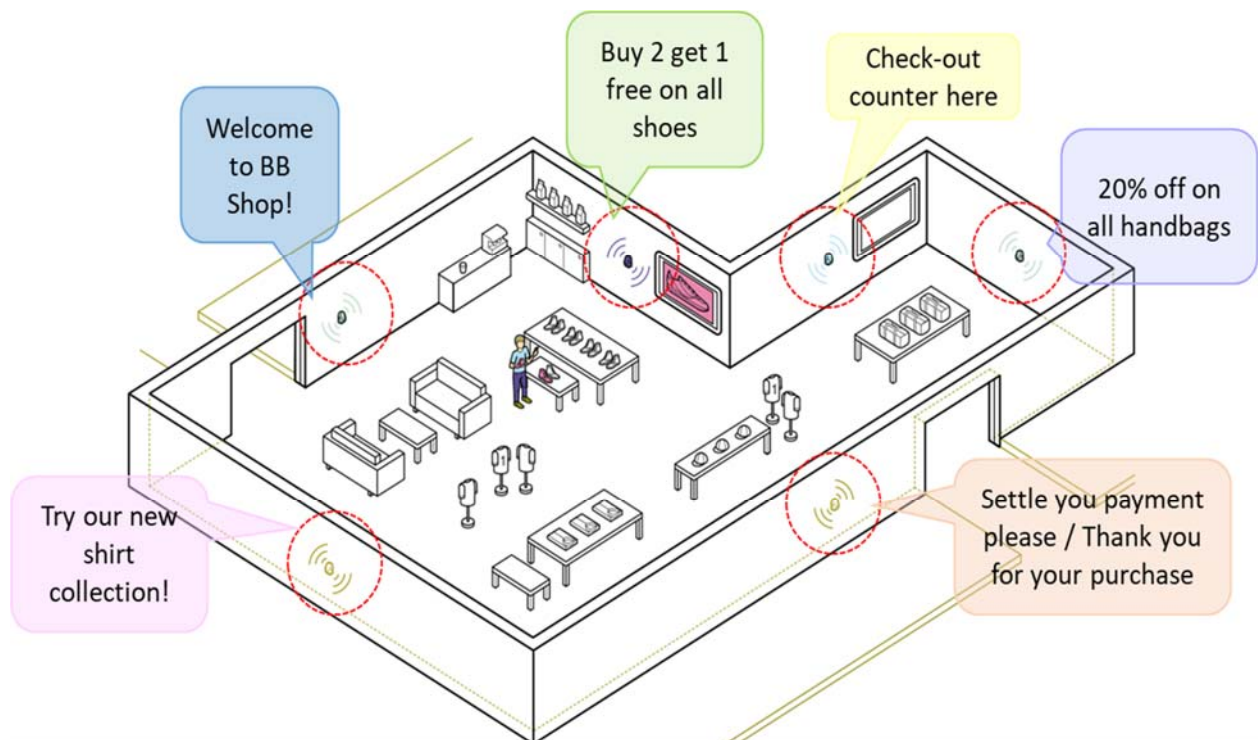 Welcome
to BB
Shop!
Buy 2 get 1
free on all
shoes
Check-out
counter here
20% off on
all handbags
Try our new
shirt
collection!
Settle you payment
please / Thank you
for your purchase